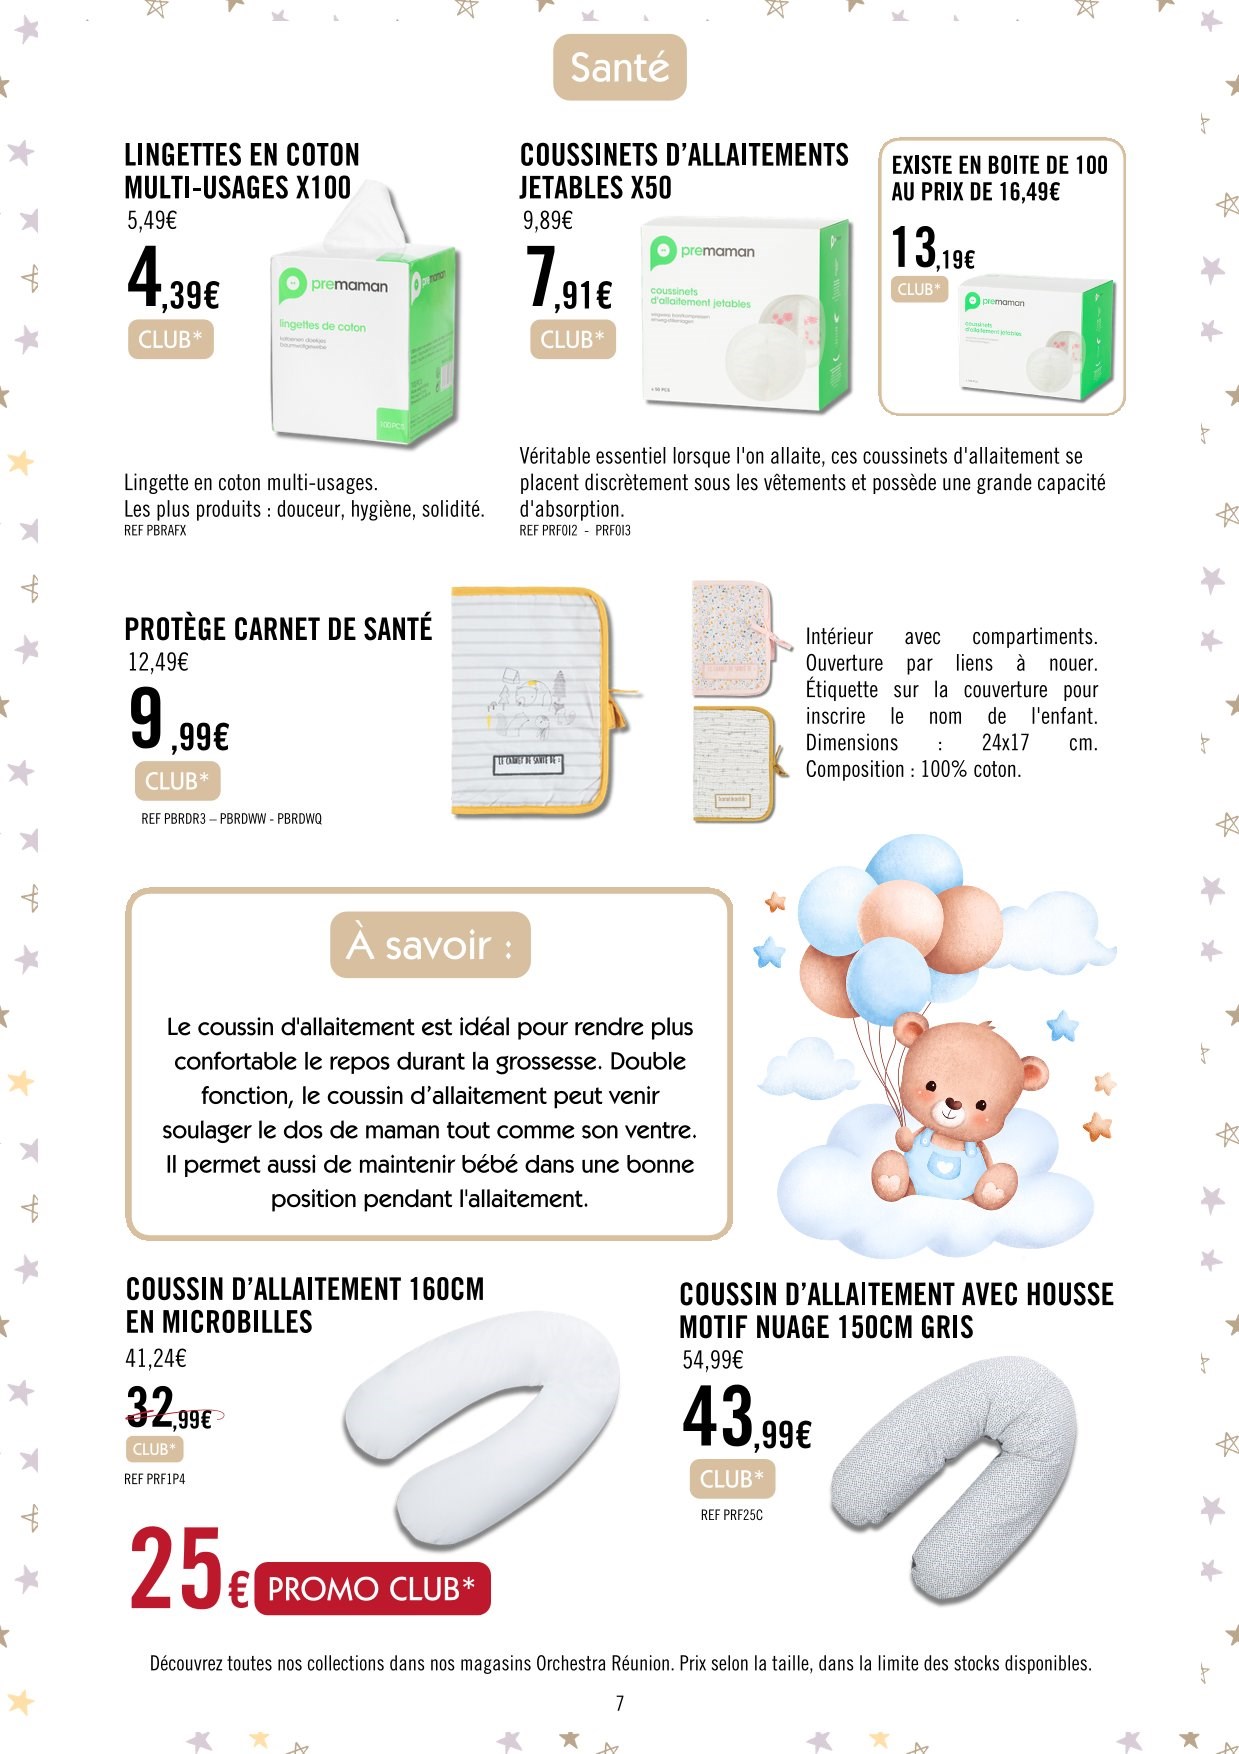 Santé
LINGETTES EN COTON
MULTI-USAGES X100
5,49€
4,39€
CLUB*
premaman
lingettes de coton
premaman
100 PCS
Lingette en coton multi-usages.
Les plus produits : douceur, hygiène, solidité.
REF PBRAFX
COUSSINETS D’ALLAITEMENTS
JETABLES X50
9,89€
7,91€
CLUB*
premaman
coussinets
d'allaitement jetables
x 50 PCS
EXISTE EN BOITE DE 100
AU PRIX DE 16,49€
13,19€
CLUB*
premaman
coussinets
d'allaitement jetables
Véritable essentiel lorsque l'on allaite, ces coussinets d'allaitement se
placent discrètement sous les vêtements et possède une grande capacité
d'absorption.
REF PRF0I2 - PRF0I3
PROTÈGE CARNET DE SANTÉ
12,49€
9,99€
CLUB*
REF PBRDR3 – PBRDWW - PBRDWQ
LE CARNET DE SANTÉ DE :
Intérieur avec compartiments.
Ouverture par liens à nouer.
Étiquette sur la couverture pour
inscrire le nom de l'enfant.
Dimensions : 24x17 cm.
Composition : 100% coton.
À savoir :
Le coussin d'allaitement est idéal pour rendre plus
confortable le repos durant la grossesse. Double
fonction, le coussin d’allaitement peut venir
soulager le dos de maman tout comme son ventre.
Il permet aussi de maintenir bébé dans une bonne
position pendant l'allaitement.
COUSSIN D’ALLAITEMENT 160CM
EN MICROBILLES
41,24€
32,99€
CLUB*
REF PRF1P4
25€ PROMO CLUB*
COUSSIN D’ALLAITEMENT AVEC HOUSSE
MOTIF NUAGE 150CM GRIS
54,99€
43,99€
CLUB*
REF PRF25C
Découvrez toutes nos collections dans nos magasins Orchestra Réunion. Prix selon la taille, dans la limite des stocks disponibles.
7